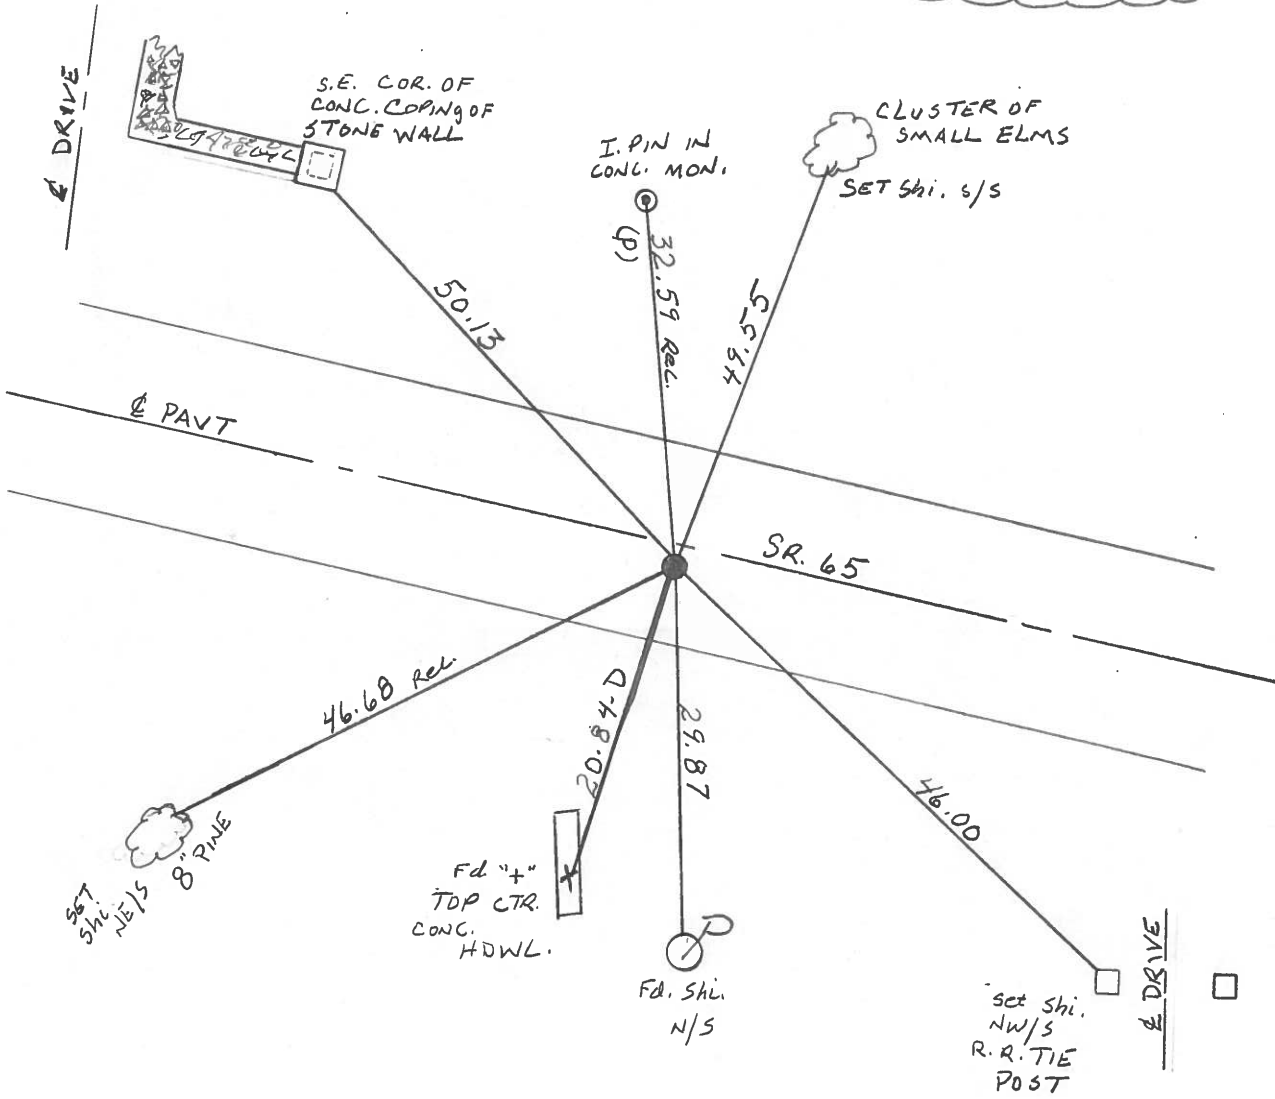 ℄ DRIVE
S.E. COR. OF
CONC. COPING OF
STONE WALL
I. PIN IN
CONC. MON.
(P)
32.59 Rec.
CLUSTER OF
SMALL ELMS
SET Shi. S/S
50.13
49.55
℄ PAVT
SR. 65
46.68 Rec.
20.84-D
29.87
46.00
SET
Shi.
NE/S
8" PINE
Fd. "+"
TOP CTR.
CONC.
HDWL.
Fd. Shi.
N/S
Set Shi.
NW/S
R.R. TIE
POST
℄ DRIVE